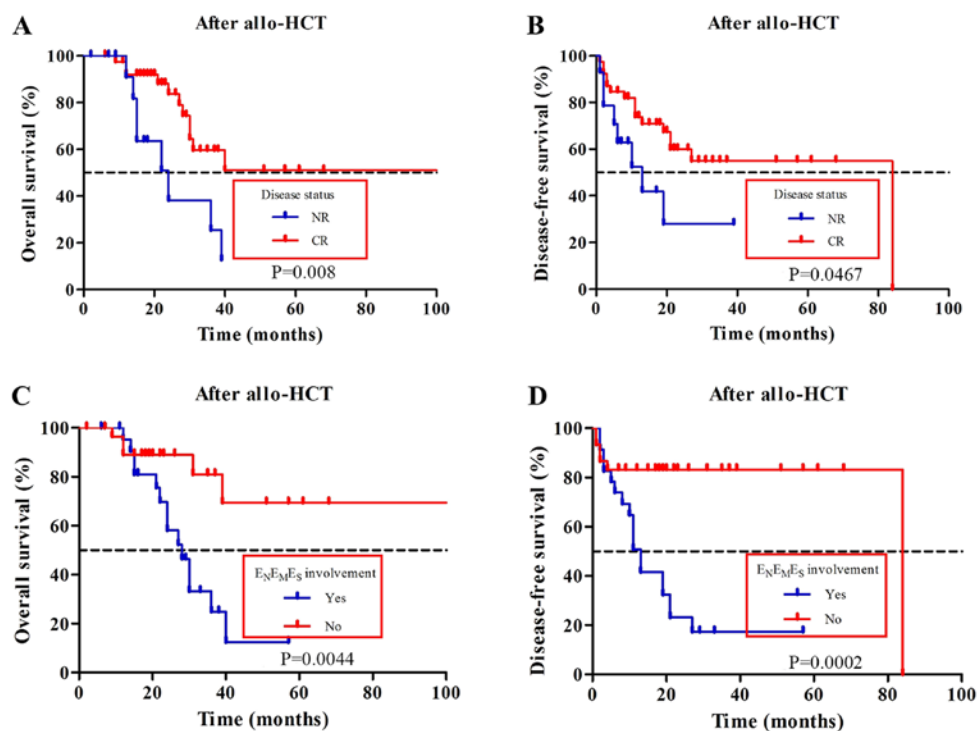 A
After allo-HCT
Overall survival (%)
100
80
60
40
20
0
Disease status
NR
CR
P=0.008
0 20 40 60 80 100
Time (months)
B
After allo-HCT
Disease-free survival (%)
100
80
60
40
20
0
Disease status
NR
CR
P=0.0467
0 20 40 60 80 100
Time (months)
C
After allo-HCT
Overall survival (%)
100
80
60
40
20
0
ENEMES involvement
Yes
No
P=0.0044
0 20 40 60 80 100
Time (months)
D
After allo-HCT
Disease-free survival (%)
100
80
60
40
20
0
ENEMES involvement
Yes
No
P=0.0002
0 20 40 60 80 100
Time (months)